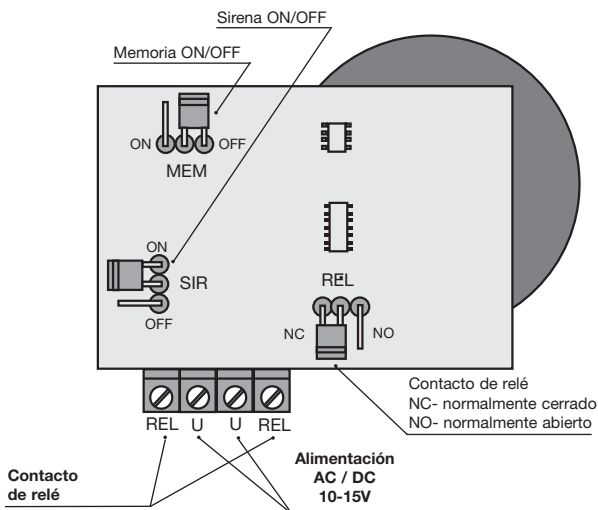 Sirena ON/OFF
Memoria ON/OFF
ON OFF
MEM
ON
SIR
OFF
REL
NC NO
Contacto de relé
NC- normalmente cerrado
NO- normalmente abierto
REL U U REL
Contacto
de relé
Alimentación
AC / DC
10-15V